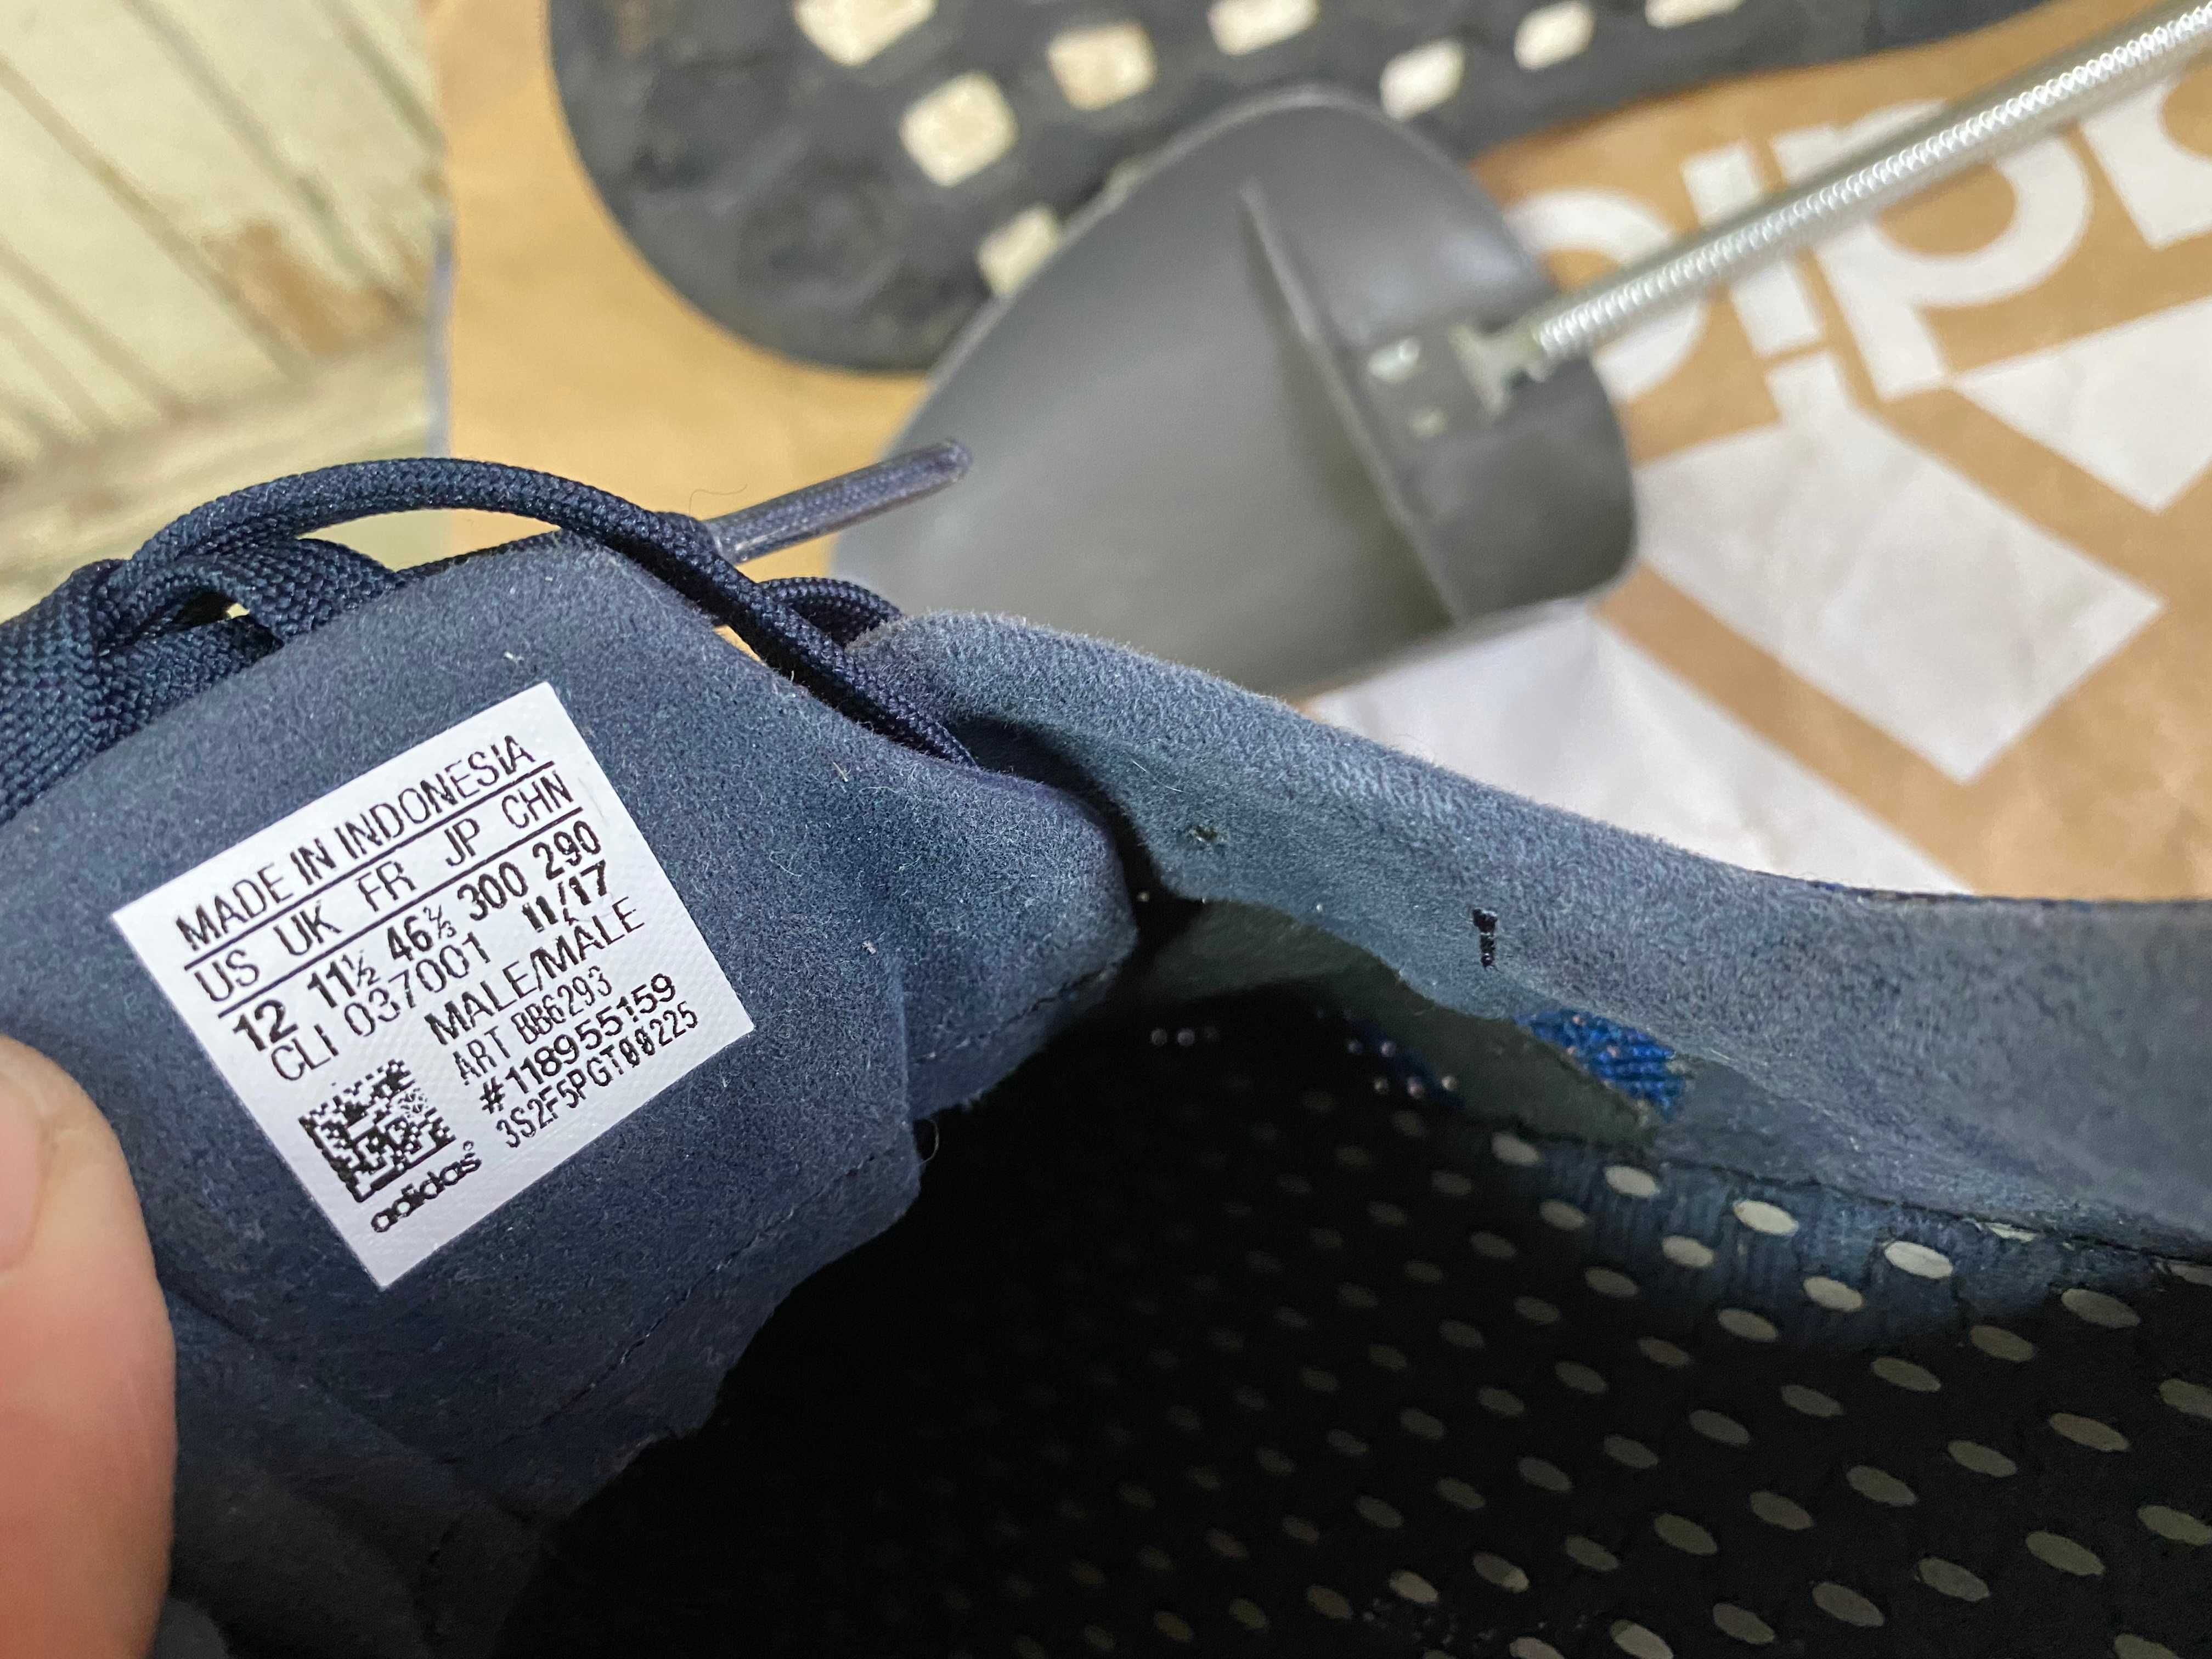 MADE IN INDONESIA
US UK FR JP CHN
12 11½ 46⅔ 300 290
CLI 037001 11/17
MALE/MÂLE
ART BB6293
#118955159
3S2F5PGT00225
adidas
1